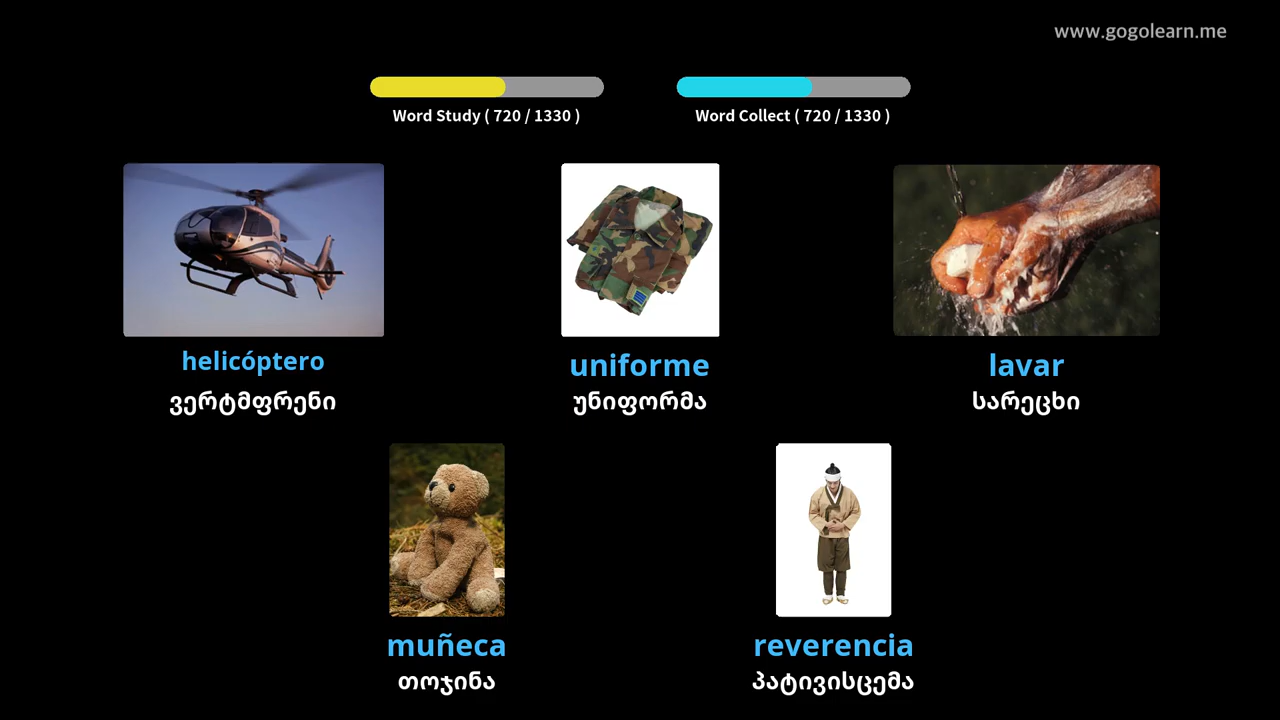 www.gogolearn.me
Word Study ( 720 / 1330 )
Word Collect ( 720 / 1330 )
helicóptero
ვერტმფრენი
uniforme
უნიფორმა
lavar
სარეცხი
muñeca
თოჯინა
reverencia
პატივისცემა